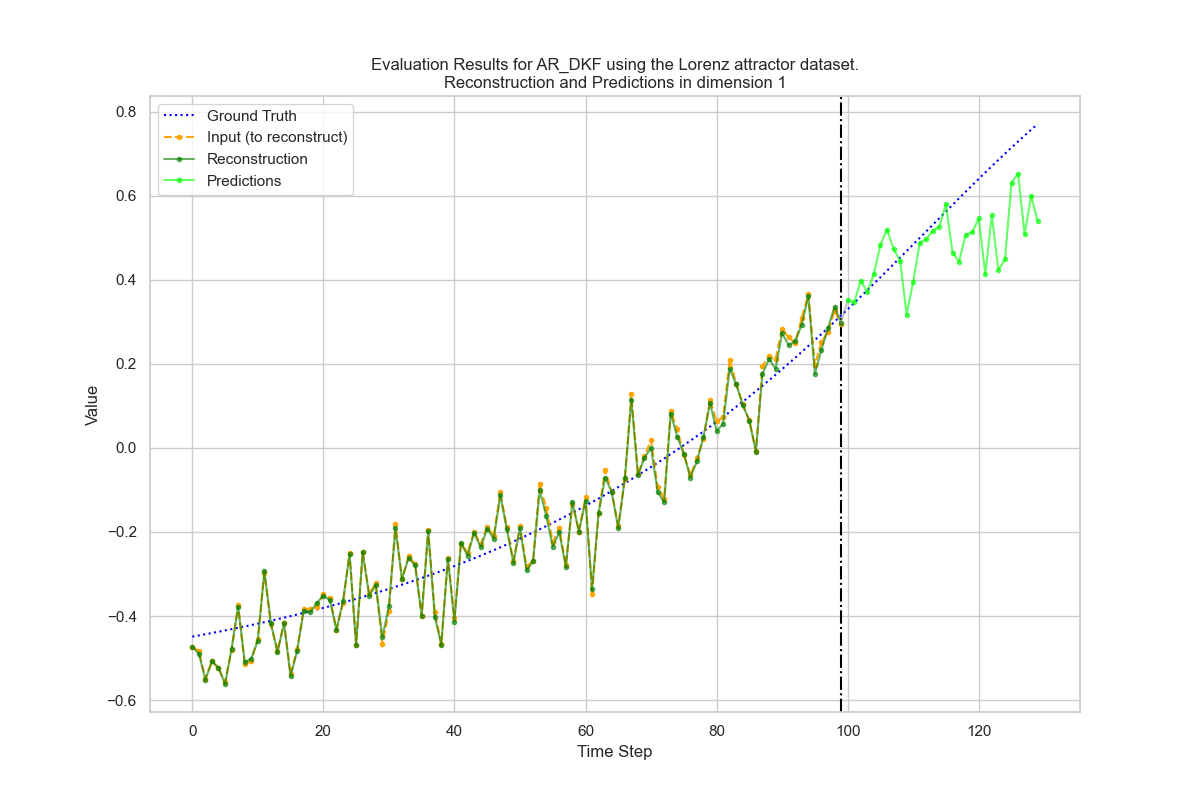 Evaluation Results for AR_DKF using the Lorenz attractor dataset.
Reconstruction and Predictions in dimension 1
Ground Truth
Input (to reconstruct)
Reconstruction
Predictions
Value
0.8
0.6
0.4
0.2
0.0
−0.2
−0.4
−0.6
0 20 40 60 80 100 120
Time Step